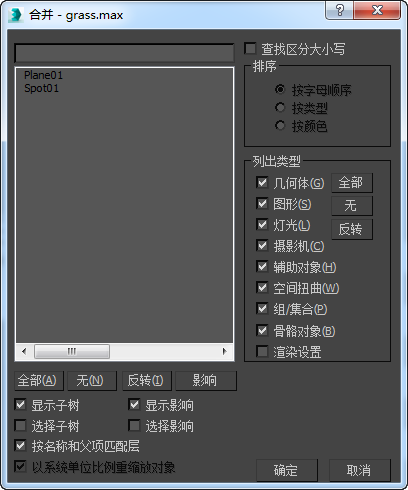 合并 - grass.max
查找区分大小写
Plane01
Spot01
排序
按字母顺序
按类型
按颜色
列出类型
几何体(G) 全部
图形(S) 无
灯光(L) 反转
摄影机(C)
辅助对象(H)
空间扭曲(W)
组/集合(P)
骨骼对象(B)
渲染设置
全部(A) 无(N) 反转(I) 影响
显示子树 显示影响
选择子树 选择影响
按名称和父项匹配层
以系统单位比例重缩放对象
确定 取消